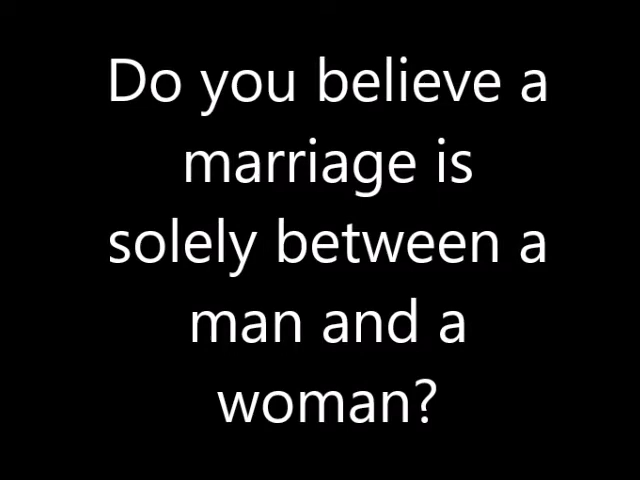 Do you believe a
marriage is
solely between a
man and a
woman?